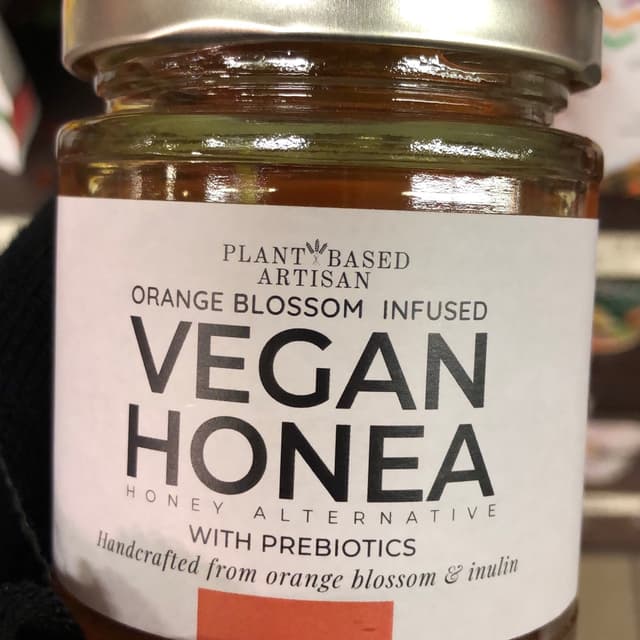 PLANT BASED
ARTISAN
ORANGE BLOSSOM INFUSED
VEGAN
HONEA
HONEY ALTERNATIVE
WITH PREBIOTICS
Handcrafted from orange blossom & inulin